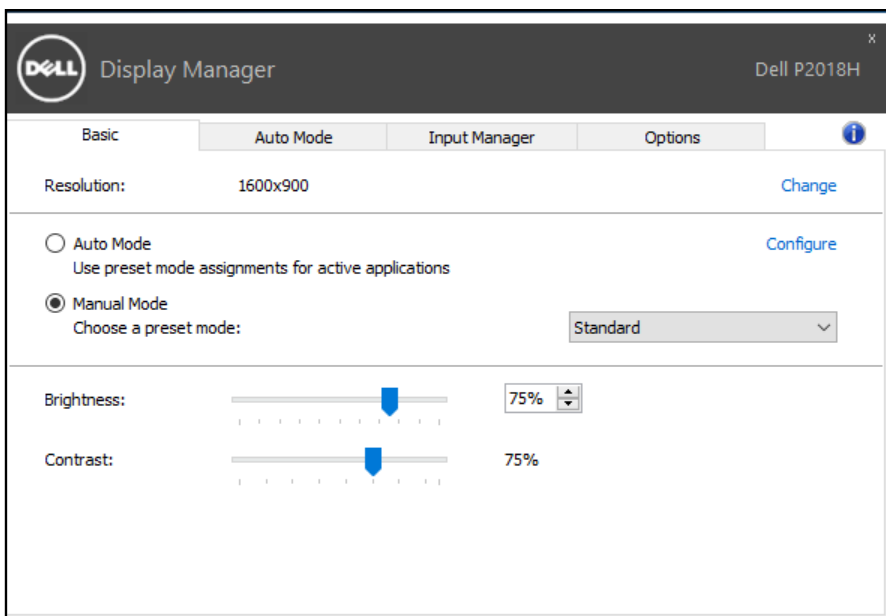 DELL Display Manager Dell P2018H x
Basic Auto Mode Input Manager Options i
Resolution: 1600x900 Change
Auto Mode Configure
Use preset mode assignments for active applications
Manual Mode
Choose a preset mode: Standard
Brightness: 75%
Contrast: 75%